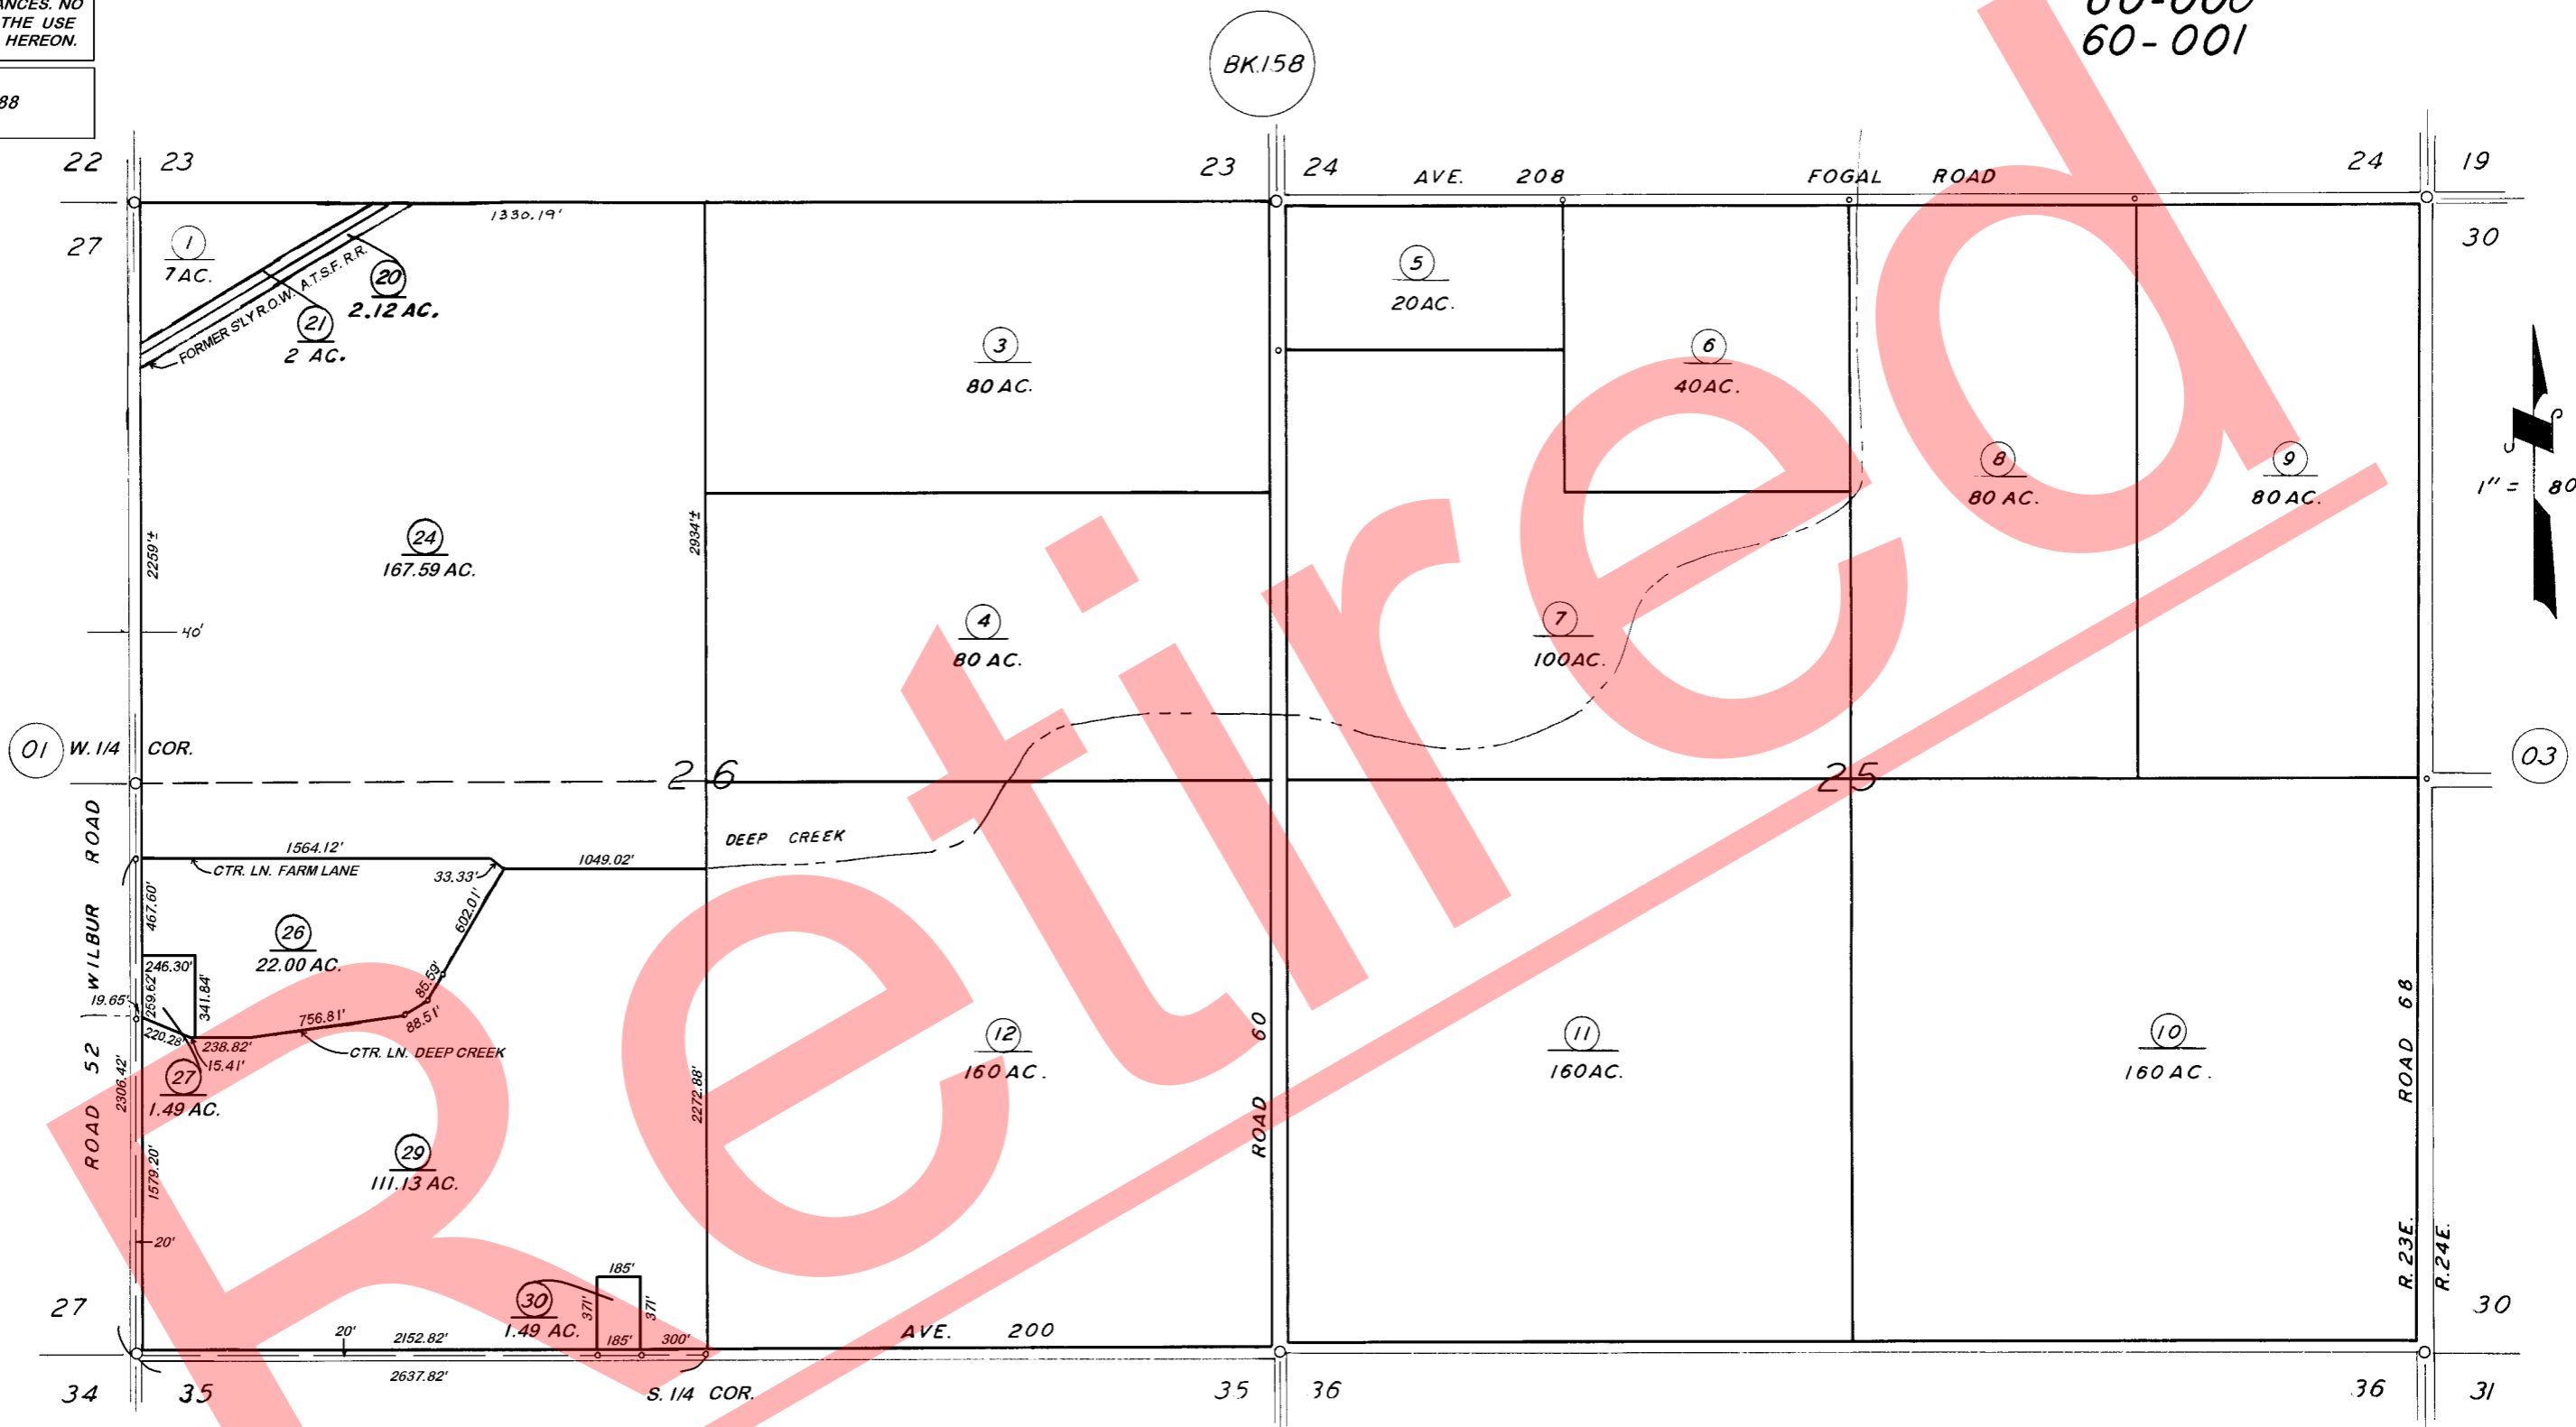 ANCES. NO
THE USE
HEREON.
88
BK.158
60-000
60-001
22 23
23 24
AVE. 208
FOGAL ROAD
24 19
27
30
1330.19'
1
7 AC.
20
2.12 AC.
21
2 AC.
FORMER S'LY R.O.W. A.T.S.F. R.R.
3
80 AC.
5
20 AC.
6
40 AC.
8
80 AC.
9
80 AC.
1" = 80
24
167.59 AC.
2259'±
2934'±
40'
4
80 AC.
7
100 AC.
01
W. 1/4 COR.
26
25
03
DEEP CREEK
1564.12'
CTR. LN. FARM LANE
33.33'
1049.02'
467.60'
602.01'
26
22.00 AC.
246.30'
259.62'
341.84'
19.65'
85.59'
88.51'
756.81'
220.28'
238.82'
15.41'
CTR. LN. DEEP CREEK
27
1.49 AC.
ROAD 52 WILBUR ROAD
2306.42'
1579.20'
29
111.13 AC.
2272.88'
12
160 AC.
ROAD 60
11
160 AC.
10
160 AC.
ROAD 68
R.23E.
R.24E.
20'
30
1.49 AC.
185'
371'
371'
185'
300'
20'
2152.82'
2637.82'
AVE. 200
S. 1/4 COR.
27
30
34 35
35 36
36 31
Retired